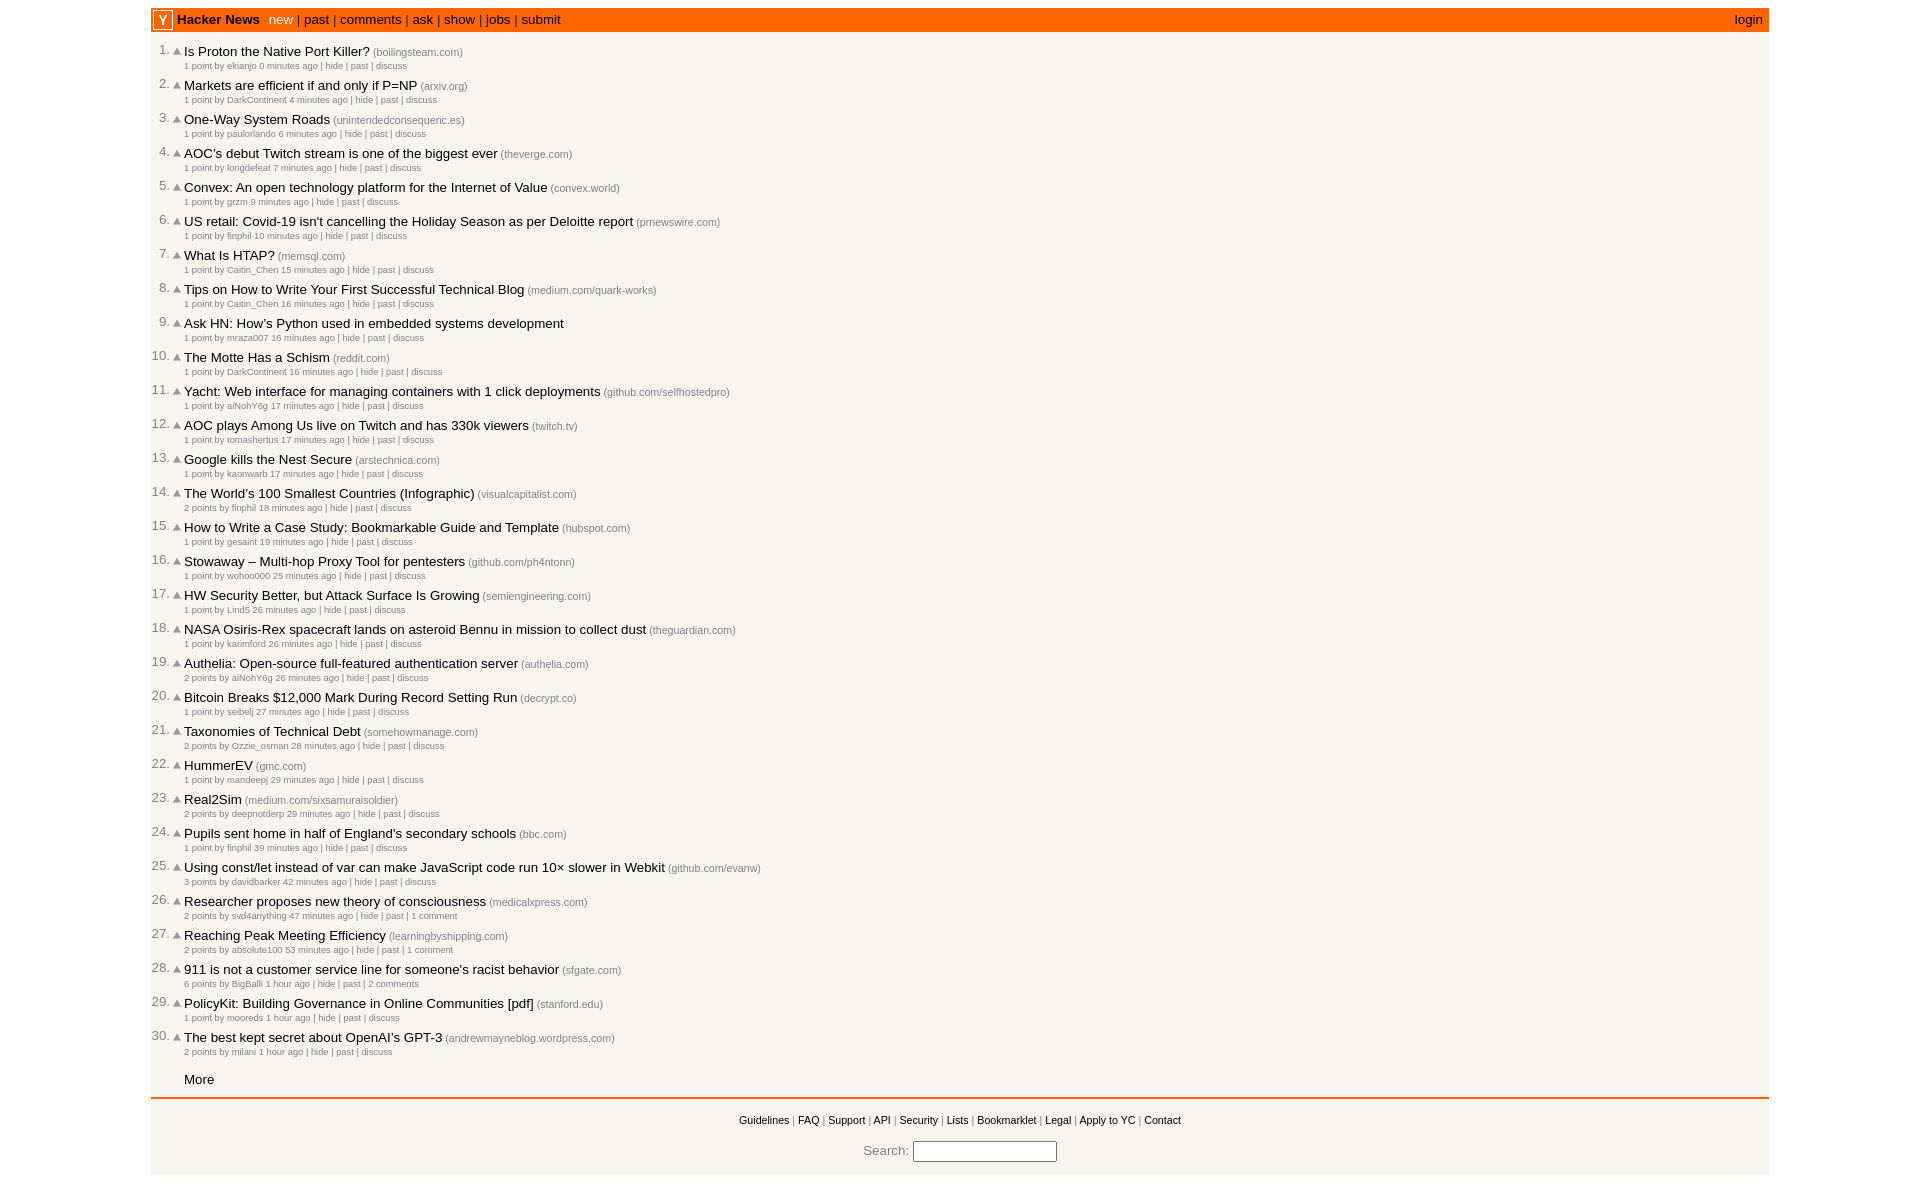 Y Hacker News new | past | comments | ask | show | jobs | submit login
1. Is Proton the Native Port Killer? (boilingsteam.com)
1 point by ekianjo 0 minutes ago | hide | past | discuss
2. Markets are efficient if and only if P=NP (arxiv.org)
1 point by DarkContinent 4 minutes ago | hide | past | discuss
3. One-Way System Roads (unintendedconsequenc.es)
1 point by paulorlando 6 minutes ago | hide | past | discuss
4. AOC’s debut Twitch stream is one of the biggest ever (theverge.com)
1 point by longdefeat 7 minutes ago | hide | past | discuss
5. Convex: An open technology platform for the Internet of Value (convex.world)
1 point by grzm 9 minutes ago | hide | past | discuss
6. US retail: Covid-19 isn't cancelling the Holiday Season as per Deloitte report (prnewswire.com)
1 point by finphil 10 minutes ago | hide | past | discuss
7. What Is HTAP? (memsql.com)
1 point by Caitin_Chen 15 minutes ago | hide | past | discuss
8. Tips on How to Write Your First Successful Technical Blog (medium.com/quark-works)
1 point by Caitin_Chen 16 minutes ago | hide | past | discuss
9. Ask HN: How’s Python used in embedded systems development
1 point by mraza007 16 minutes ago | hide | past | discuss
10. The Motte Has a Schism (reddit.com)
1 point by DarkContinent 16 minutes ago | hide | past | discuss
11. Yacht: Web interface for managing containers with 1 click deployments (github.com/selfhostedpro)
1 point by aiNohY6g 17 minutes ago | hide | past | discuss
12. AOC plays Among Us live on Twitch and has 330k viewers (twitch.tv)
1 point by tomashertus 17 minutes ago | hide | past | discuss
13. Google kills the Nest Secure (arstechnica.com)
1 point by kaonwarb 17 minutes ago | hide | past | discuss
14. The World’s 100 Smallest Countries (Infographic) (visualcapitalist.com)
2 points by finphil 18 minutes ago | hide | past | discuss
15. How to Write a Case Study: Bookmarkable Guide and Template (hubspot.com)
1 point by gesaint 19 minutes ago | hide | past | discuss
16. Stowaway – Multi-hop Proxy Tool for pentesters (github.com/ph4ntonn)
1 point by wohoo000 25 minutes ago | hide | past | discuss
17. HW Security Better, but Attack Surface Is Growing (semiengineering.com)
1 point by Lind5 26 minutes ago | hide | past | discuss
18. NASA Osiris-Rex spacecraft lands on asteroid Bennu in mission to collect dust (theguardian.com)
1 point by karimford 26 minutes ago | hide | past | discuss
19. Authelia: Open-source full-featured authentication server (authelia.com)
2 points by aiNohY6g 26 minutes ago | hide | past | discuss
20. Bitcoin Breaks $12,000 Mark During Record Setting Run (decrypt.co)
1 point by seibelj 27 minutes ago | hide | past | discuss
21. Taxonomies of Technical Debt (somehowmanage.com)
2 points by Ozzie_osman 28 minutes ago | hide | past | discuss
22. HummerEV (gmc.com)
1 point by mandeepj 29 minutes ago | hide | past | discuss
23. Real2Sim (medium.com/sixsamuraisoldier)
2 points by deepnotderp 29 minutes ago | hide | past | discuss
24. Pupils sent home in half of England's secondary schools (bbc.com)
1 point by finphil 39 minutes ago | hide | past | discuss
25. Using const/let instead of var can make JavaScript code run 10× slower in Webkit (github.com/evanw)
3 points by davidbarker 42 minutes ago | hide | past | discuss
26. Researcher proposes new theory of consciousness (medicalxpress.com)
2 points by svd4anything 47 minutes ago | hide | past | 1 comment
27. Reaching Peak Meeting Efficiency (learningbyshipping.com)
2 points by absolute100 53 minutes ago | hide | past | 1 comment
28. 911 is not a customer service line for someone's racist behavior (sfgate.com)
6 points by BigBalli 1 hour ago | hide | past | 2 comments
29. PolicyKit: Building Governance in Online Communities [pdf] (stanford.edu)
1 point by mooreds 1 hour ago | hide | past | discuss
30. The best kept secret about OpenAI’s GPT-3 (andrewmayneblog.wordpress.com)
2 points by milani 1 hour ago | hide | past | discuss
More
Guidelines | FAQ | Support | API | Security | Lists | Bookmarklet | Legal | Apply to YC | Contact
Search: